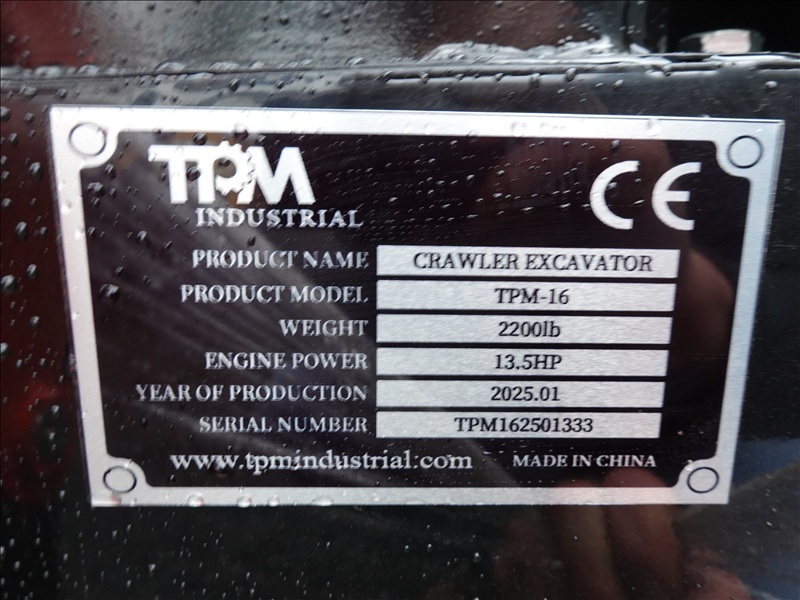 TPM
INDUSTRIAL
CE
PRODUCT NAME CRAWLER EXCAVATOR
PRODUCT MODEL TPM-16
WEIGHT 2200lb
ENGINE POWER 13.5HP
YEAR OF PRODUCTION 2025.01
SERIAL NUMBER TPM162501333
www.tpmindustrial.com MADE IN CHINA